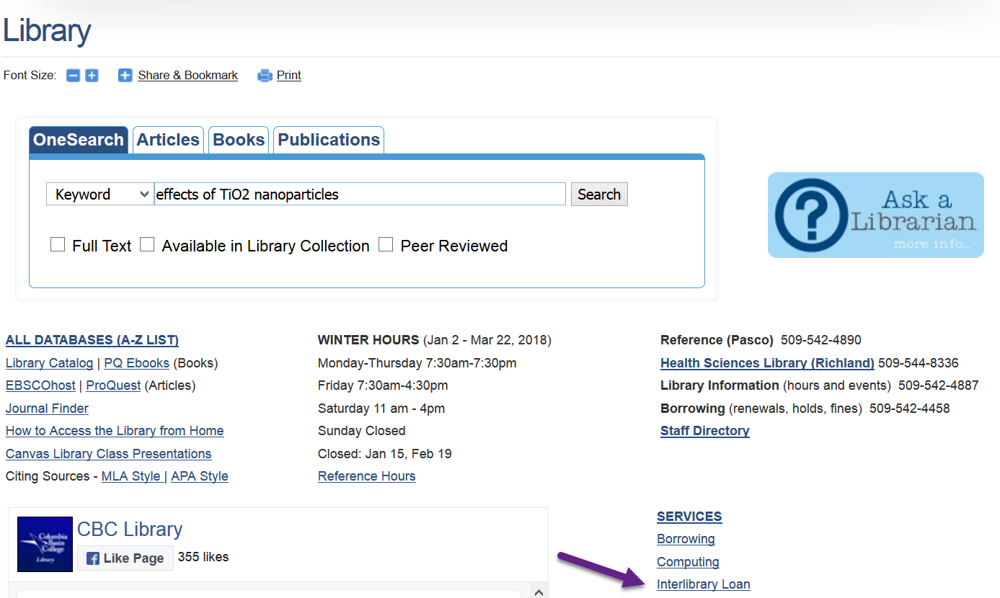 Library
Font Size: Share & Bookmark Print
OneSearch Articles Books Publications
Keyword effects of TiO2 nanoparticles Search
Full Text Available in Library Collection Peer Reviewed
?
Ask a
Librarian
more info...
ALL DATABASES (A-Z LIST)
Library Catalog | PQ Ebooks (Books)
EBSCOhost | ProQuest (Articles)
Journal Finder
How to Access the Library from Home
Canvas Library Class Presentations
Citing Sources - MLA Style | APA Style
WINTER HOURS (Jan 2 - Mar 22, 2018)
Monday-Thursday 7:30am-7:30pm
Friday 7:30am-4:30pm
Saturday 11 am - 4pm
Sunday Closed
Closed: Jan 15, Feb 19
Reference Hours
Reference (Pasco) 509-542-4890
Health Sciences Library (Richland) 509-544-8336
Library Information (hours and events) 509-542-4887
Borrowing (renewals, holds, fines) 509-542-4458
Staff Directory
Columbia
Basin
College
Library
CBC Library
f Like Page 355 likes
SERVICES
Borrowing
Computing
Interlibrary Loan